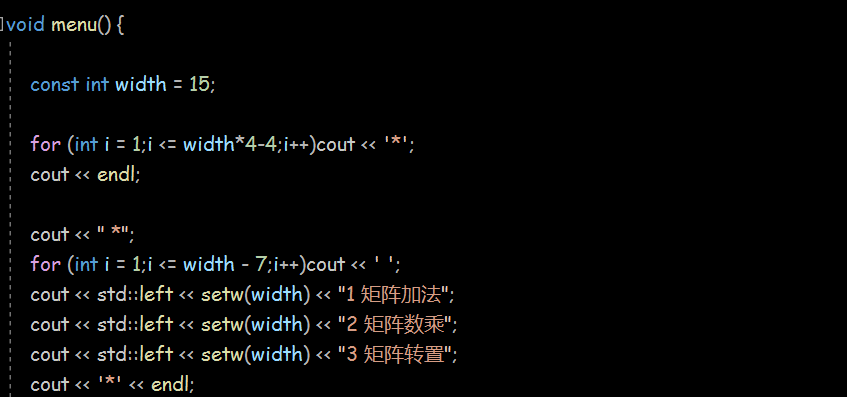 void menu() {
const int width = 15;
for (int i = 1;i <= width*4-4;i++)cout << '*';
cout << endl;
cout << " *";
for (int i = 1;i <= width - 7;i++)cout << ' ';
cout << std::left << setw(width) << "1 矩阵加法";
cout << std::left << setw(width) << "2 矩阵数乘";
cout << std::left << setw(width) << "3 矩阵转置";
cout << '*' << endl;